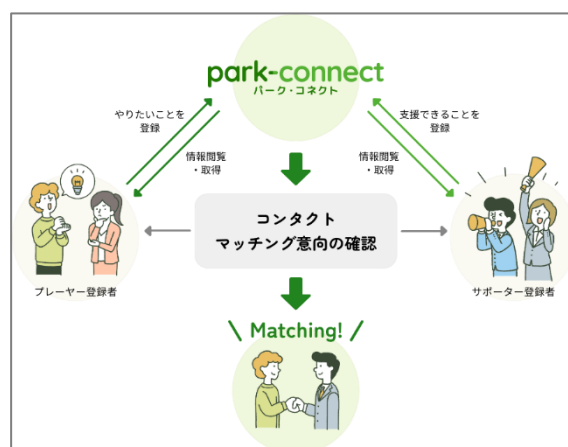 park-connect
パーク・コネクト
やりたいことを
登録
情報閲覧
・取得
支援できることを
登録
情報閲覧
・取得
コンタクト
マッチング意向の確認
プレーヤー登録者
サポーター登録者
Matching!